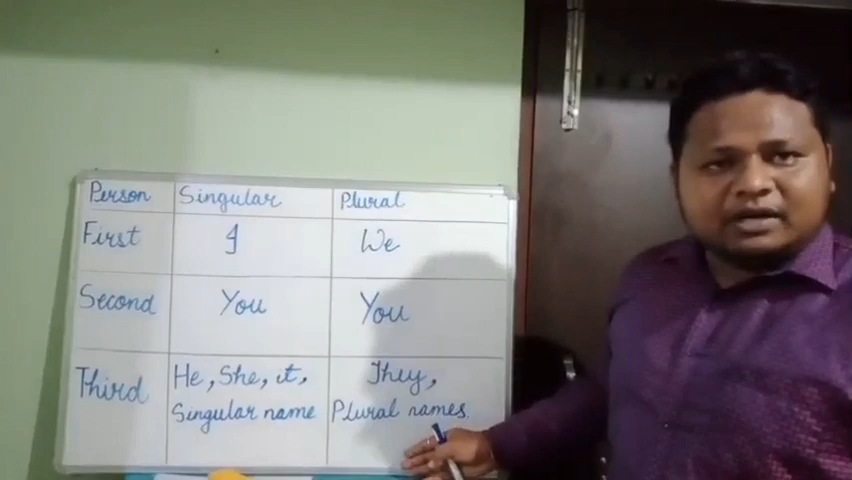 Person Singular Plural
First I We
Second You You
Third He, She, it, They,
Singular name Plural names.